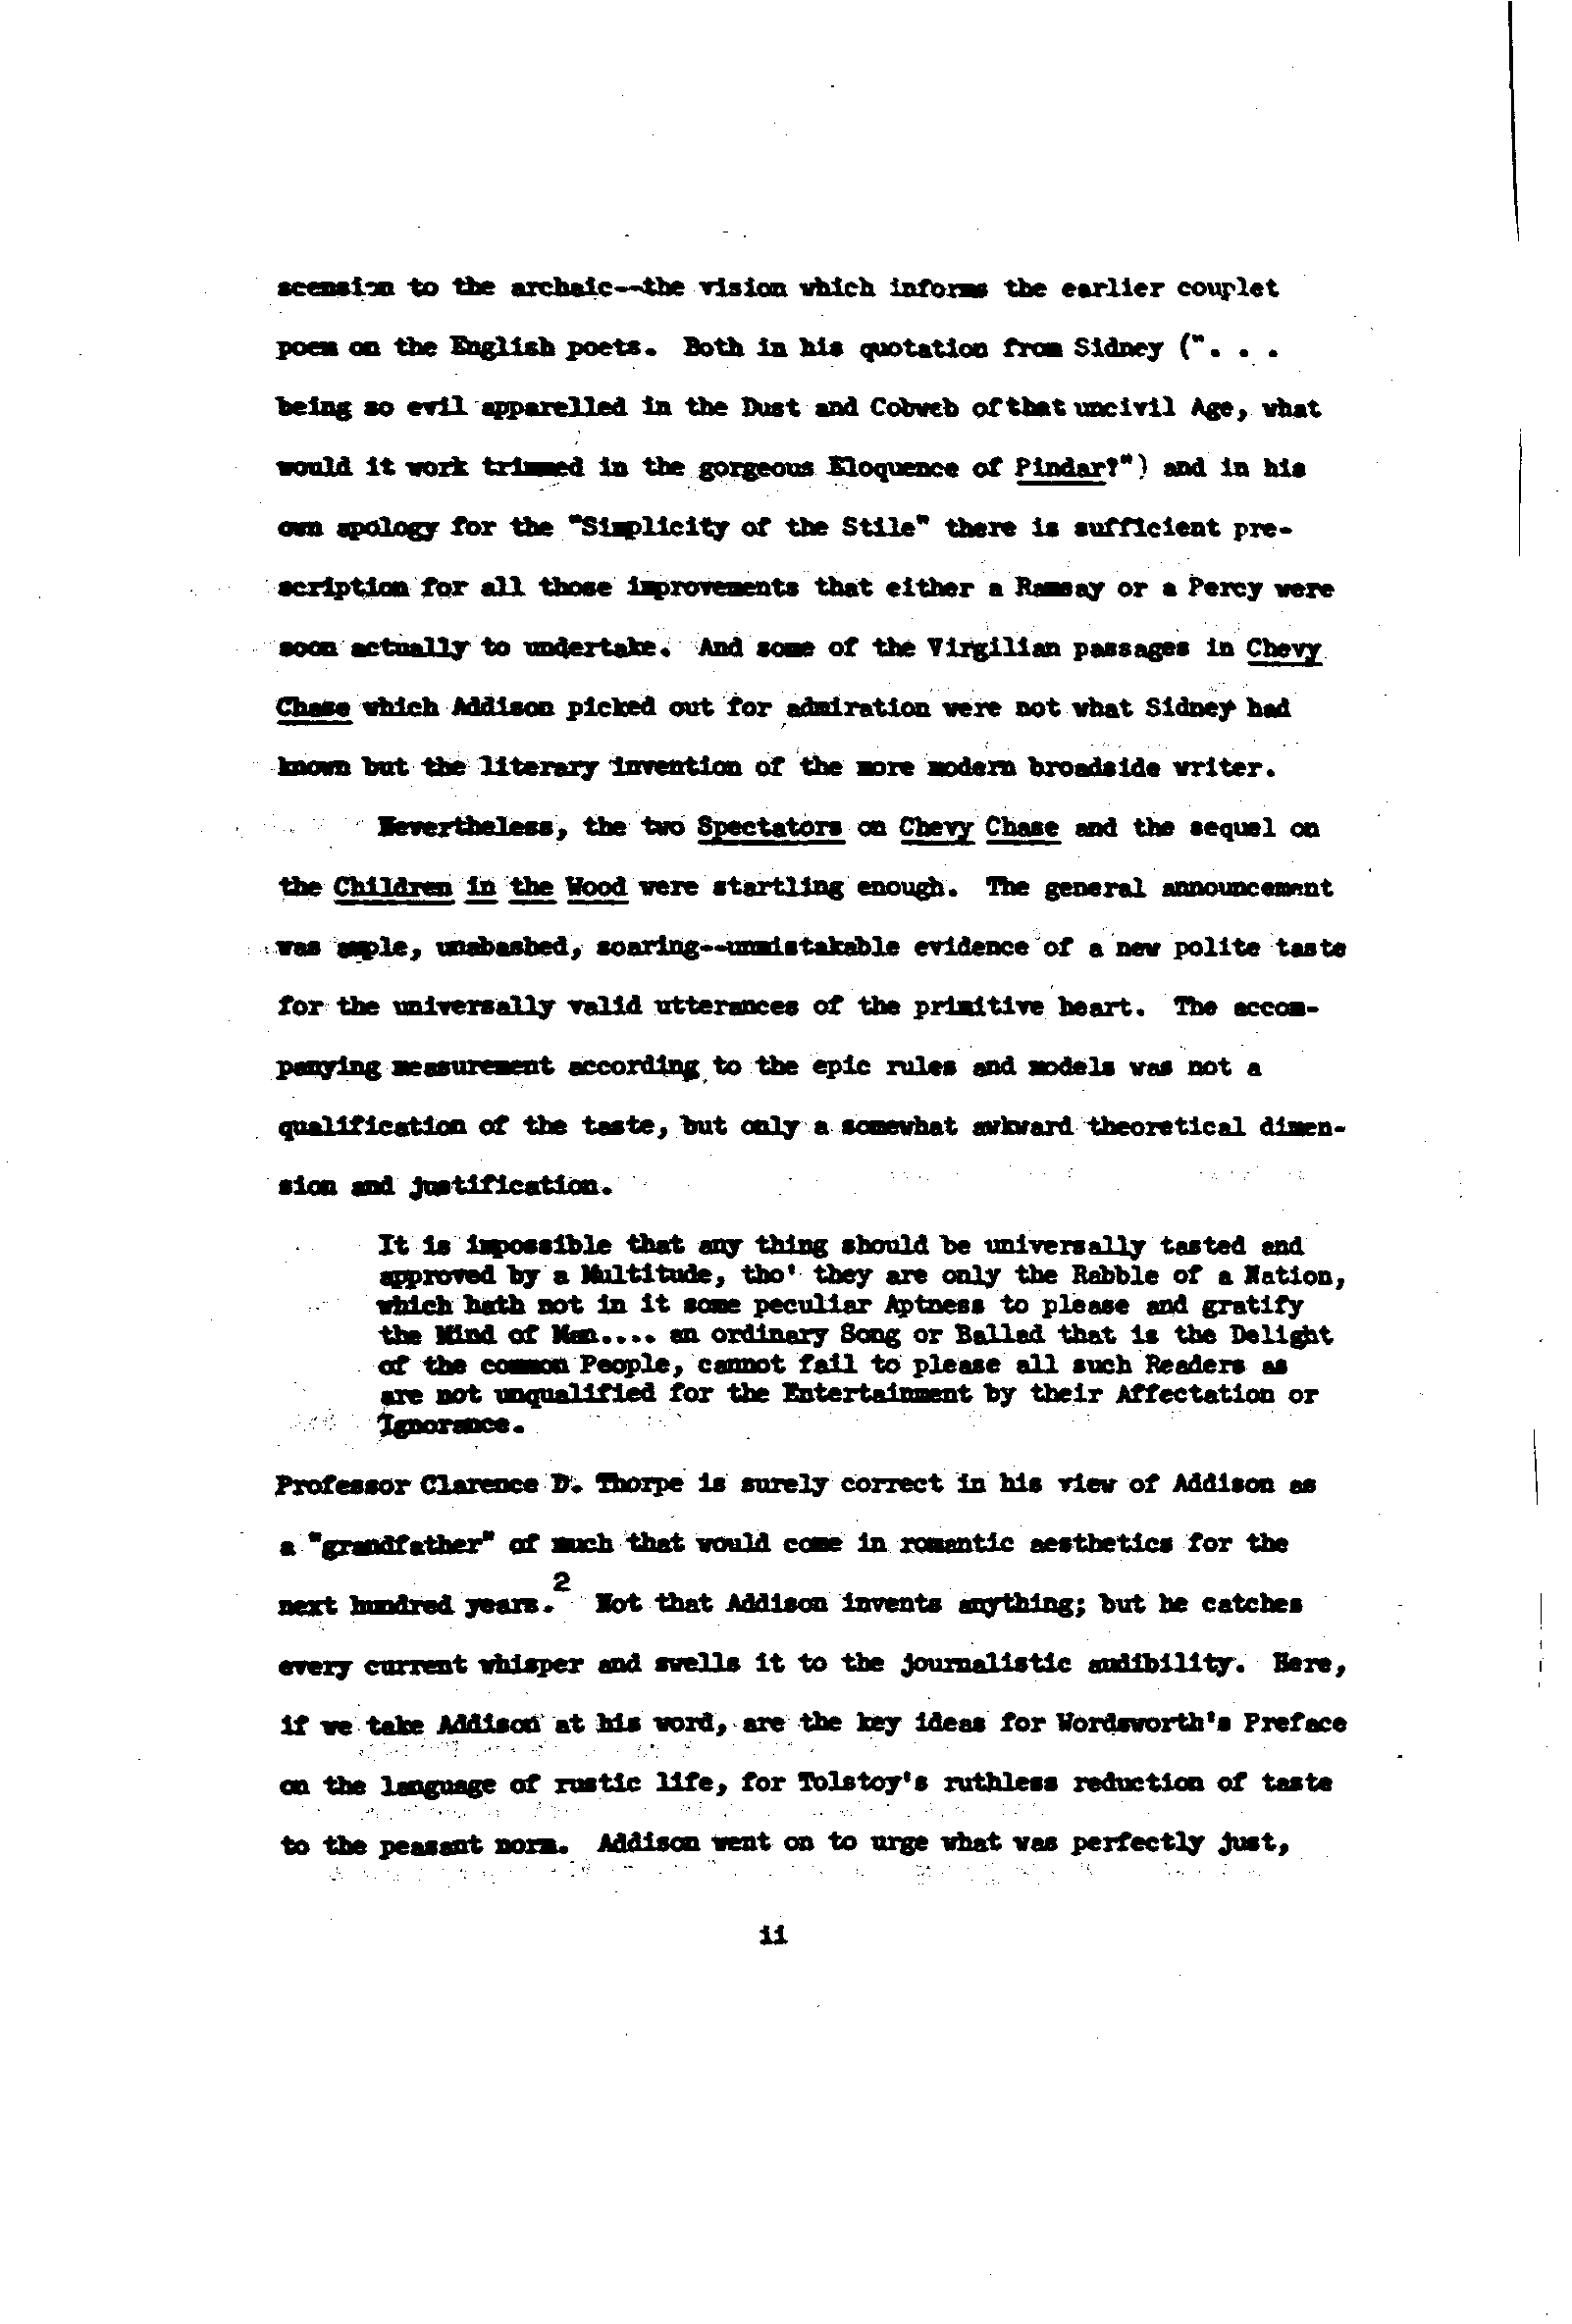 scension to the archaic--the vision which informs the earlier couplet
poem on the English poets. Both in his quotation from Sidney (". . .
being so evil apparelled in the Dust and Cobweb of that uncivil Age, what
would it work trimmed in the gorgeous Eloquence of Pindar?") and in his
own apology for the "Simplicity of the Stile" there is sufficient pre-
scription for all those improvements that either a Ramsay or a Percy were
soon actually to undertake. And some of the Virgilian passages in Chevy
Chase which Addison picked out for admiration were not what Sidney had
known but the literary invention of the more modern broadside writer.
Nevertheless, the two Spectators on Chevy Chase and the sequel on
the Children in the Wood were startling enough. The general announcement
was ample, unabashed, soaring--unmistakable evidence of a new polite taste
for the universally valid utterances of the primitive heart. The accom-
panying measurement according to the epic rules and models was not a
qualification of the taste, but only a somewhat awkward theoretical dimen-
sion and justification.
It is impossible that any thing should be universally tasted and
approved by a Multitude, tho' they are only the Rabble of a Nation,
which hath not in it some peculiar Aptness to please and gratify
the Mind of Man.... an ordinary Song or Ballad that is the Delight
of the common People, cannot fail to please all such Readers as
are not unqualified for the Entertainment by their Affectation or
Ignorance.
Professor Clarence D. Thorpe is surely correct in his view of Addison as
a "grandfather" of much that would come in romantic aesthetics for the
next hundred years.2 Not that Addison invents anything; but he catches
every current whisper and swells it to the journalistic audibility. Here,
if we take Addison at his word, are the key ideas for Wordsworth's Preface
on the language of rustic life, for Tolstoy's ruthless reduction of taste
to the peasant norm. Addison went on to urge what was perfectly just,
ii